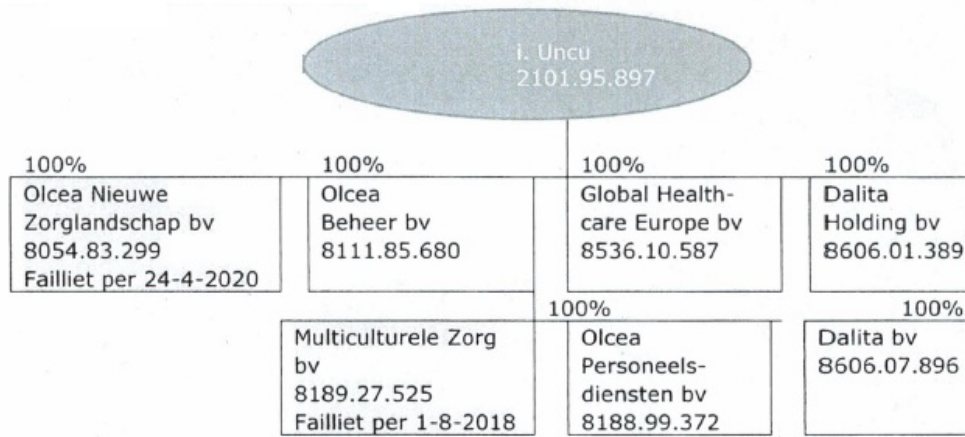 i. Uncu
2101.95.897
100%
Olcea Nieuwe
Zorglandschap bv
8054.83.299
Failliet per 24-4-2020
100%
Olcea
Beheer bv
8111.85.680
100%
Global Health-
care Europe bv
8536.10.587
100%
Dalita
Holding bv
8606.01.389
Multiculturele Zorg
bv
8189.27.525
Failliet per 1-8-2018
100%
Olcea
Personeels-
diensten bv
8188.99.372
100%
Dalita bv
8606.07.896